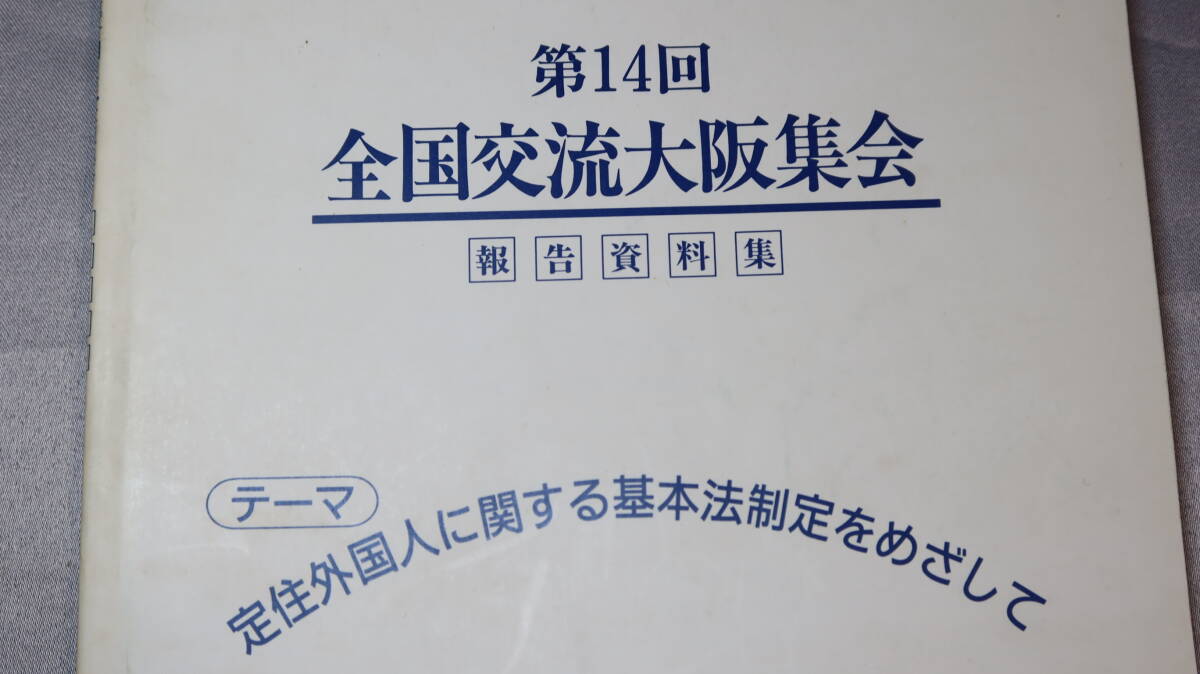 第14回
全国交流大阪集会
報告資料集
テーマ
定住外国人に関する基本法制定をめざして